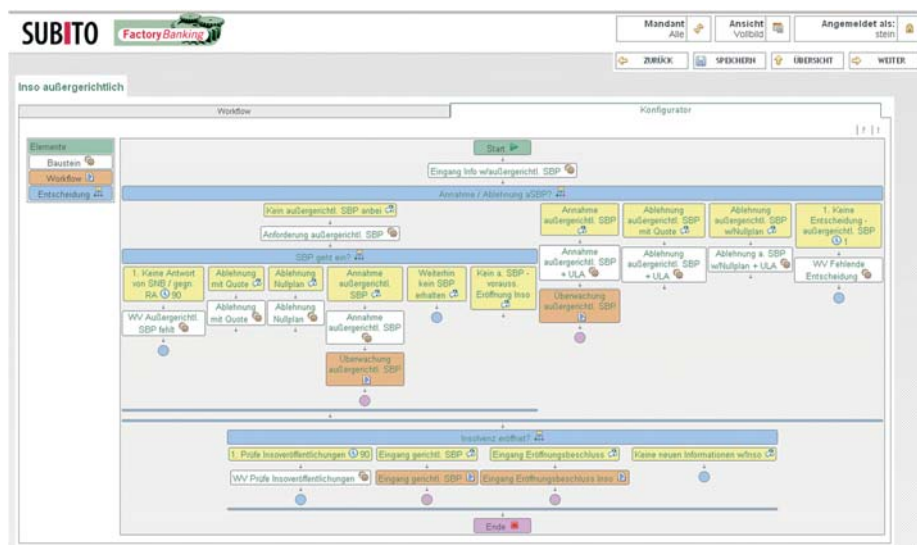 SUBITO
FactoryBanking
Mandant
Alle
Ansicht
Vollbild
Angemeldet als:
stein
ZURÜCK
SPEICHERN
ÜBERSICHT
WEITER
Inso außergerichtlich
Workflow
Konfigurator
Elemente
Baustein
Workflow
Entscheidung
Start
Eingang Info w/außergerichtl. SBP
Annahme / Ablehnung aSBP?
Kein außergerichtl. SBP anbei
Anforderung außergerichtl. SBP
SBP geht ein?
1. Keine Antwort
von SNB / gegn.
RA 90
WV Außergerichtl.
SBP fehlt
Ablehnung
mit Quote
Ablehnung
mit Quote
Ablehnung
Nullplan
Ablehnung
Nullplan
Annahme
außergerichtl.
SBP
Annahme
außergerichtl. SBP
Überwachung
außergerichtl. SBP
Weiterhin
kein SBP
erhalten
Kein a. SBP -
vorauss.
Eröffnung Inso
Annahme
außergerichtl.
SBP
Annahme
außergerichtl. SBP
+ ULA
Überwachung
außergerichtl. SBP
Ablehnung
außergerichtl. SBP
mit Quote
Ablehnung
außergerichtl. SBP
+ ULA
Ablehnung
außergerichtl. SBP
w/Nullplan
Ablehnung a. SBP
w/Nullplan + ULA
1. Keine
Entscheidung -
außergerichtl. SBP
1
WV Fehlende
Entscheidung
Insolvenz eröffnet?
1. Prüfe Insoveröffentlichungen 90
WV Prüfe Insoveröffentlichungen
Eingang gerichtl. SBP
Eingang gerichtl. SBP
Eingang Eröffnungsbeschluss
Eingang Eröffnungsbeschluss Inso
Keine neuen Informationen w/Inso
Ende